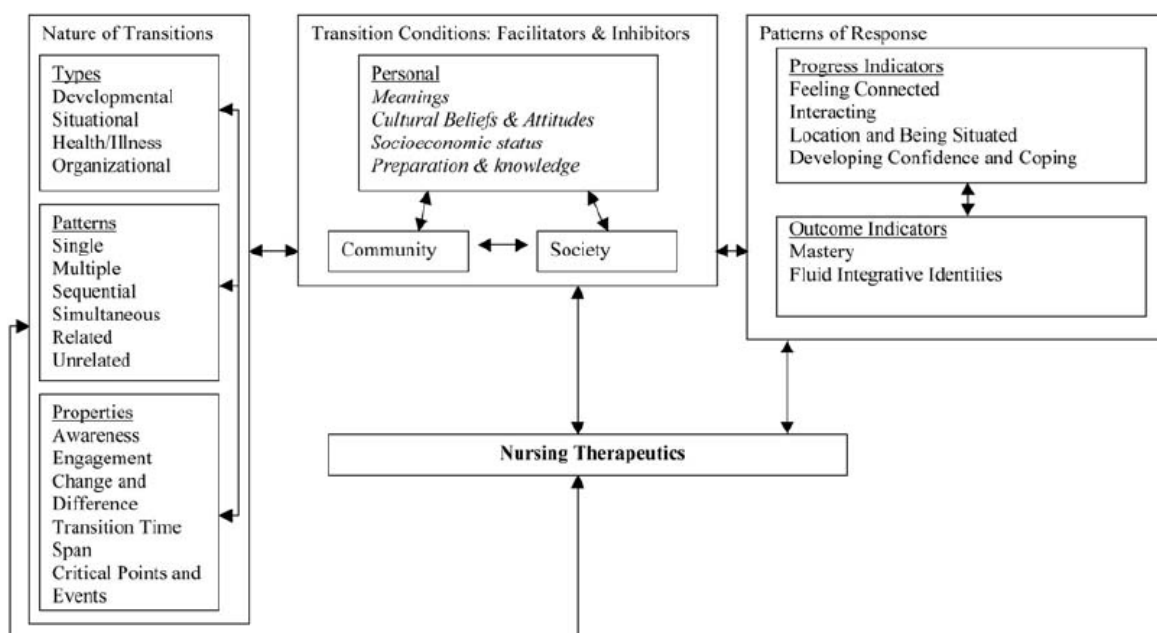 Nature of Transitions
Types
Developmental
Situational
Health/Illness
Organizational
Patterns
Single
Multiple
Sequential
Simultaneous
Related
Unrelated
Properties
Awareness
Engagement
Change and
Difference
Transition Time
Span
Critical Points and
Events
Transition Conditions: Facilitators & Inhibitors
Personal
Meanings
Cultural Beliefs & Attitudes
Socioeconomic status
Preparation & knowledge
Community
Society
Patterns of Response
Progress Indicators
Feeling Connected
Interacting
Location and Being Situated
Developing Confidence and Coping
Outcome Indicators
Mastery
Fluid Integrative Identities
Nursing Therapeutics